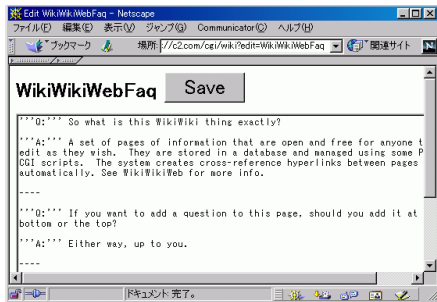 Edit WikiWikiWebFaq - Netscape
ファイル(F) 編集(E) 表示(V) ジャンプ(G) Communicator(C) ヘルプ(H)
ブックマーク 場所: //c2.com/cgi/wiki?edit=WikiWikiWebFaq 関連サイト N
WikiWikiWebFaq Save
'''Q:''' So what is this WikiWiki thing exactly?
'''A:''' A set of pages of information that are open and free for anyone t
edit as they wish. They are stored in a database and managed using some P
CGI scripts. The system creates cross-reference hyperlinks between pages
automatically. See WikiWikiWeb for more info.
----
'''Q:''' If you want to add a question to this page, should you add it at
bottom or the top?
'''A:''' Either way, up to you.
----
ドキュメント: 完了。